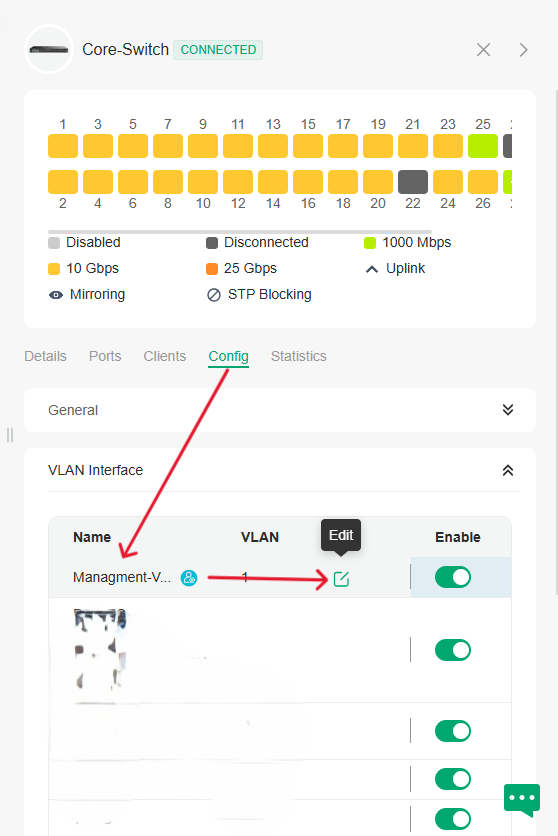 Core-Switch CONNECTED
1 3 5 7 9 11 13 15 17 19 21 23 25
2 4 6 8 10 12 14 16 18 20 22 24 26
Disabled Disconnected 1000 Mbps
10 Gbps 25 Gbps Uplink
Mirroring STP Blocking
Details Ports Clients Config Statistics
General
VLAN Interface
Name VLAN Edit Enable
Managment-V... 1